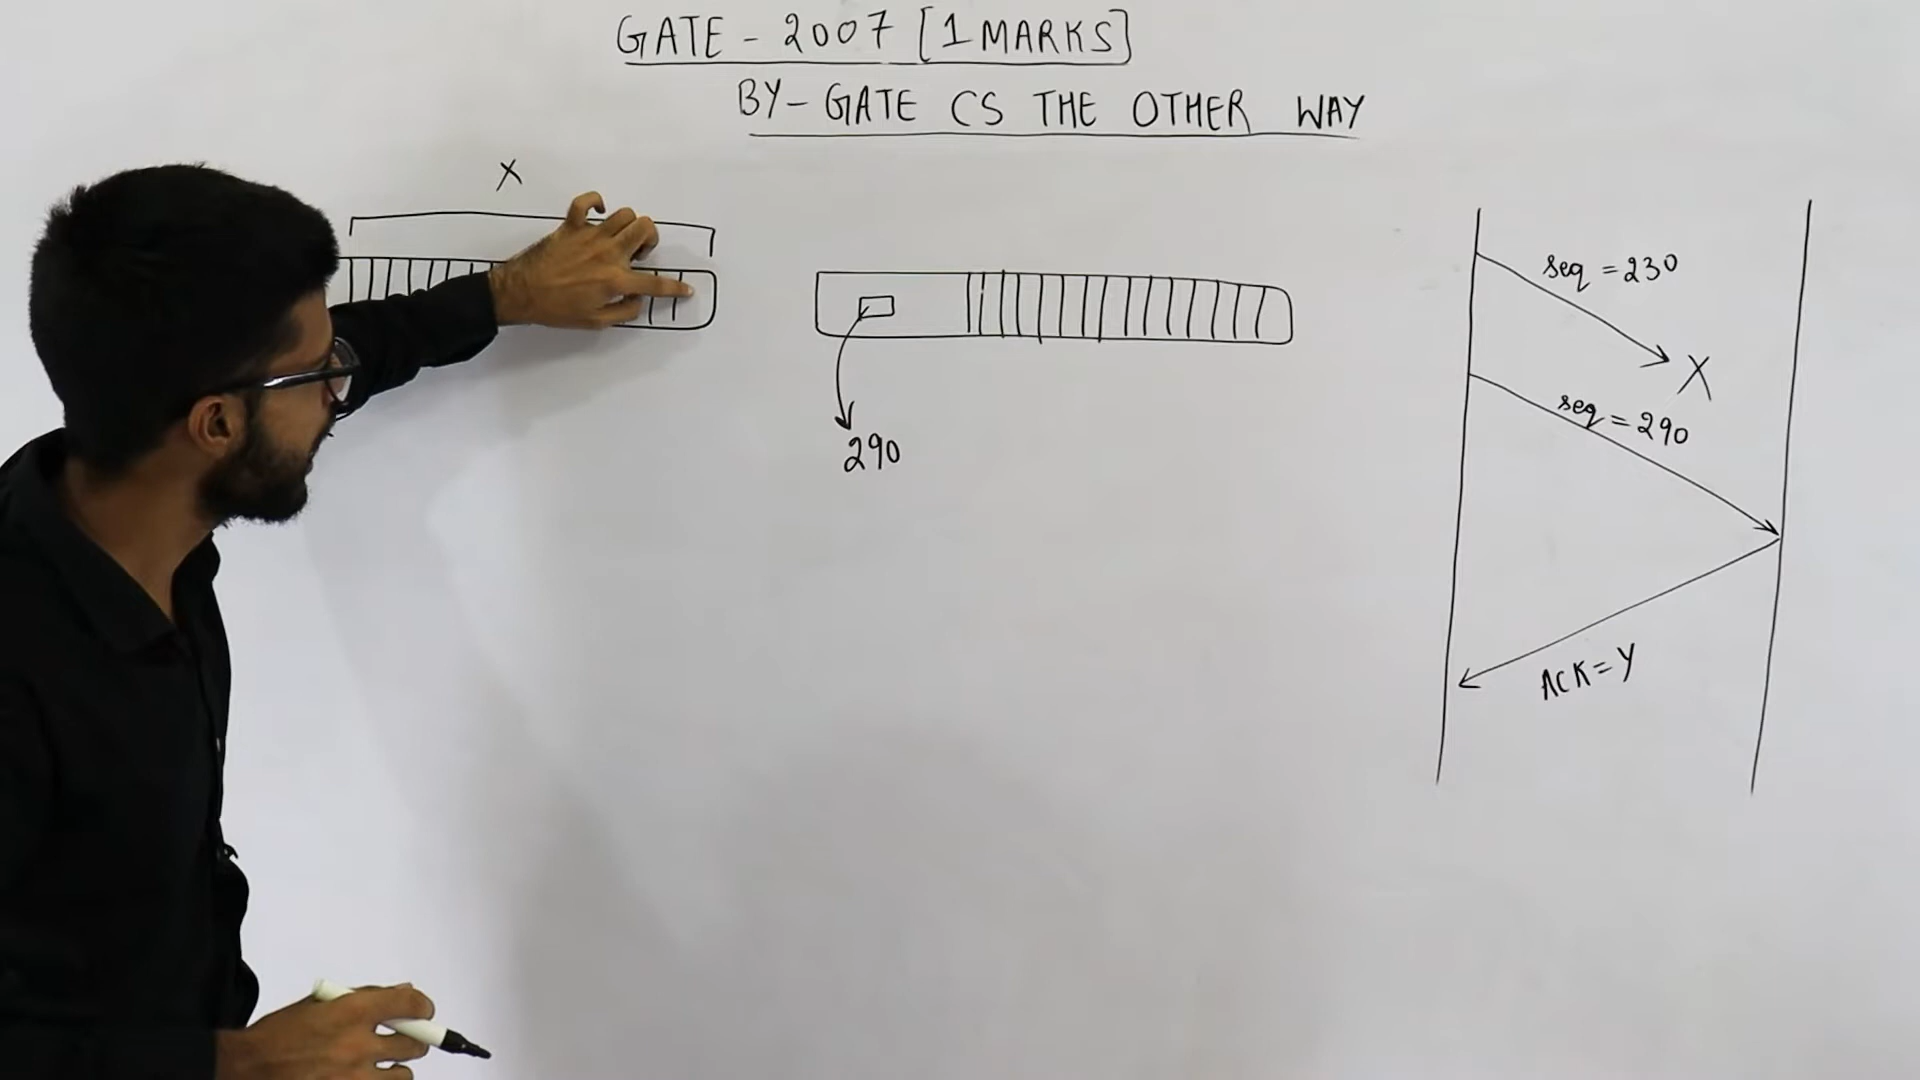 GATE - 2007 [1 MARKS]
BY - GATE CS THE OTHER WAY
X
290
seq = 230
X
seq = 290
ACK = Y